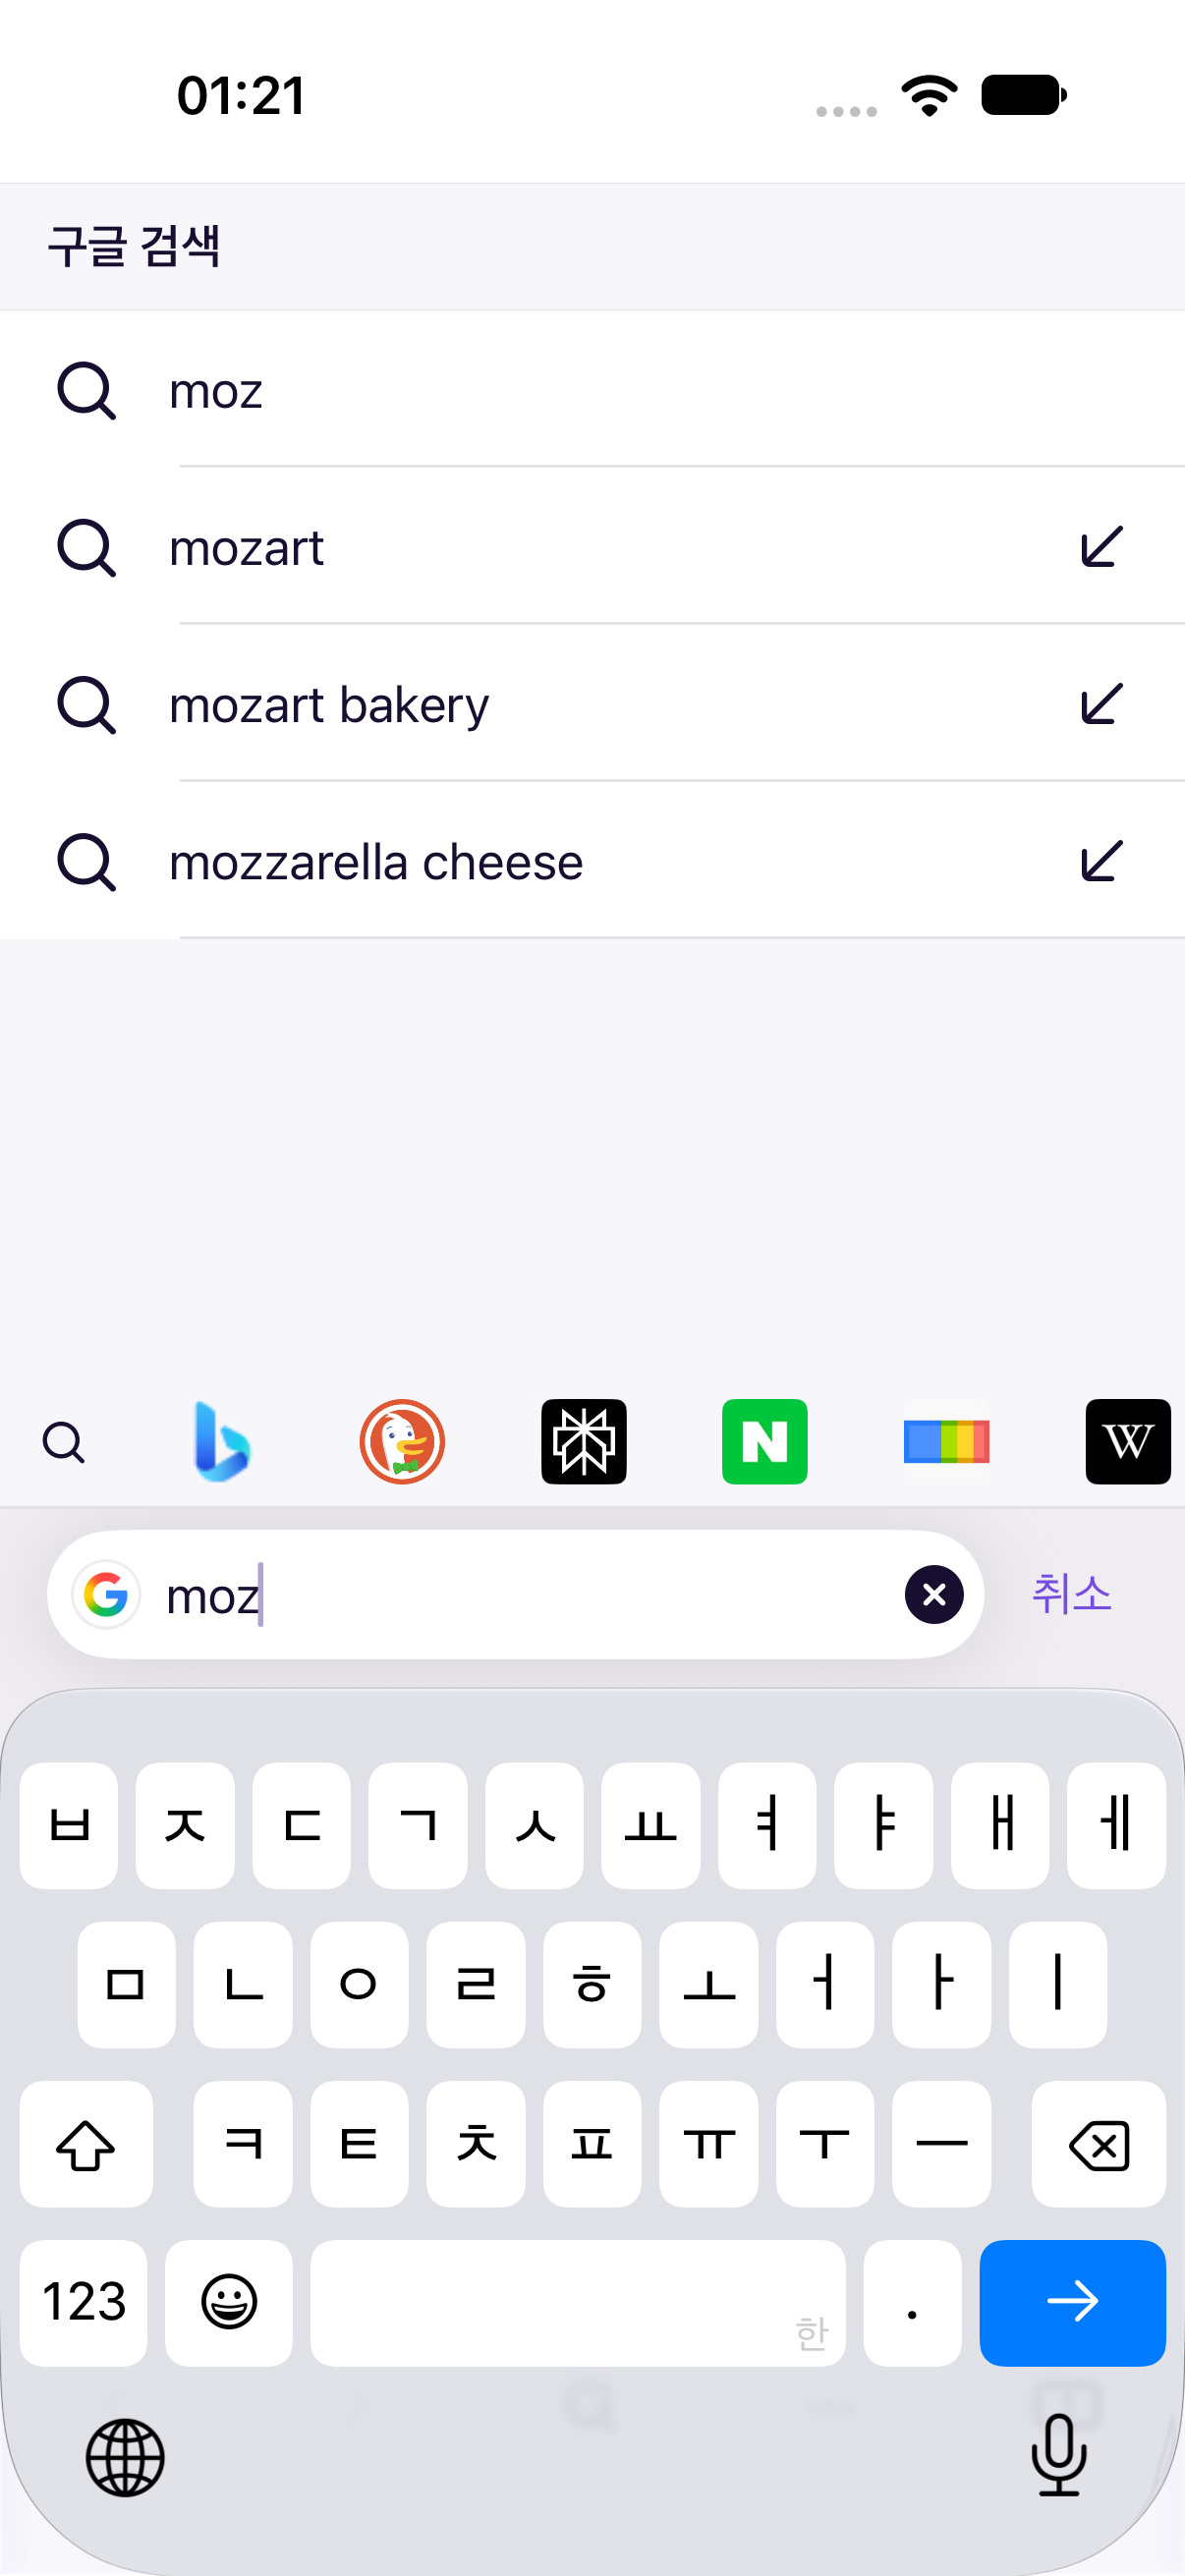 01:21
구글 검색
moz
mozart
mozart bakery
mozzarella cheese
N
W
G moz 취소
ㅂ ㅈ ㄷ ㄱ ㅅ ㅛ ㅕ ㅑ ㅐ ㅔ
ㅁ ㄴ ㅇ ㄹ ㅎ ㅗ ㅓ ㅏ ㅣ
ㅋ ㅌ ㅊ ㅍ ㅠ ㅜ ㅡ
123 한 .